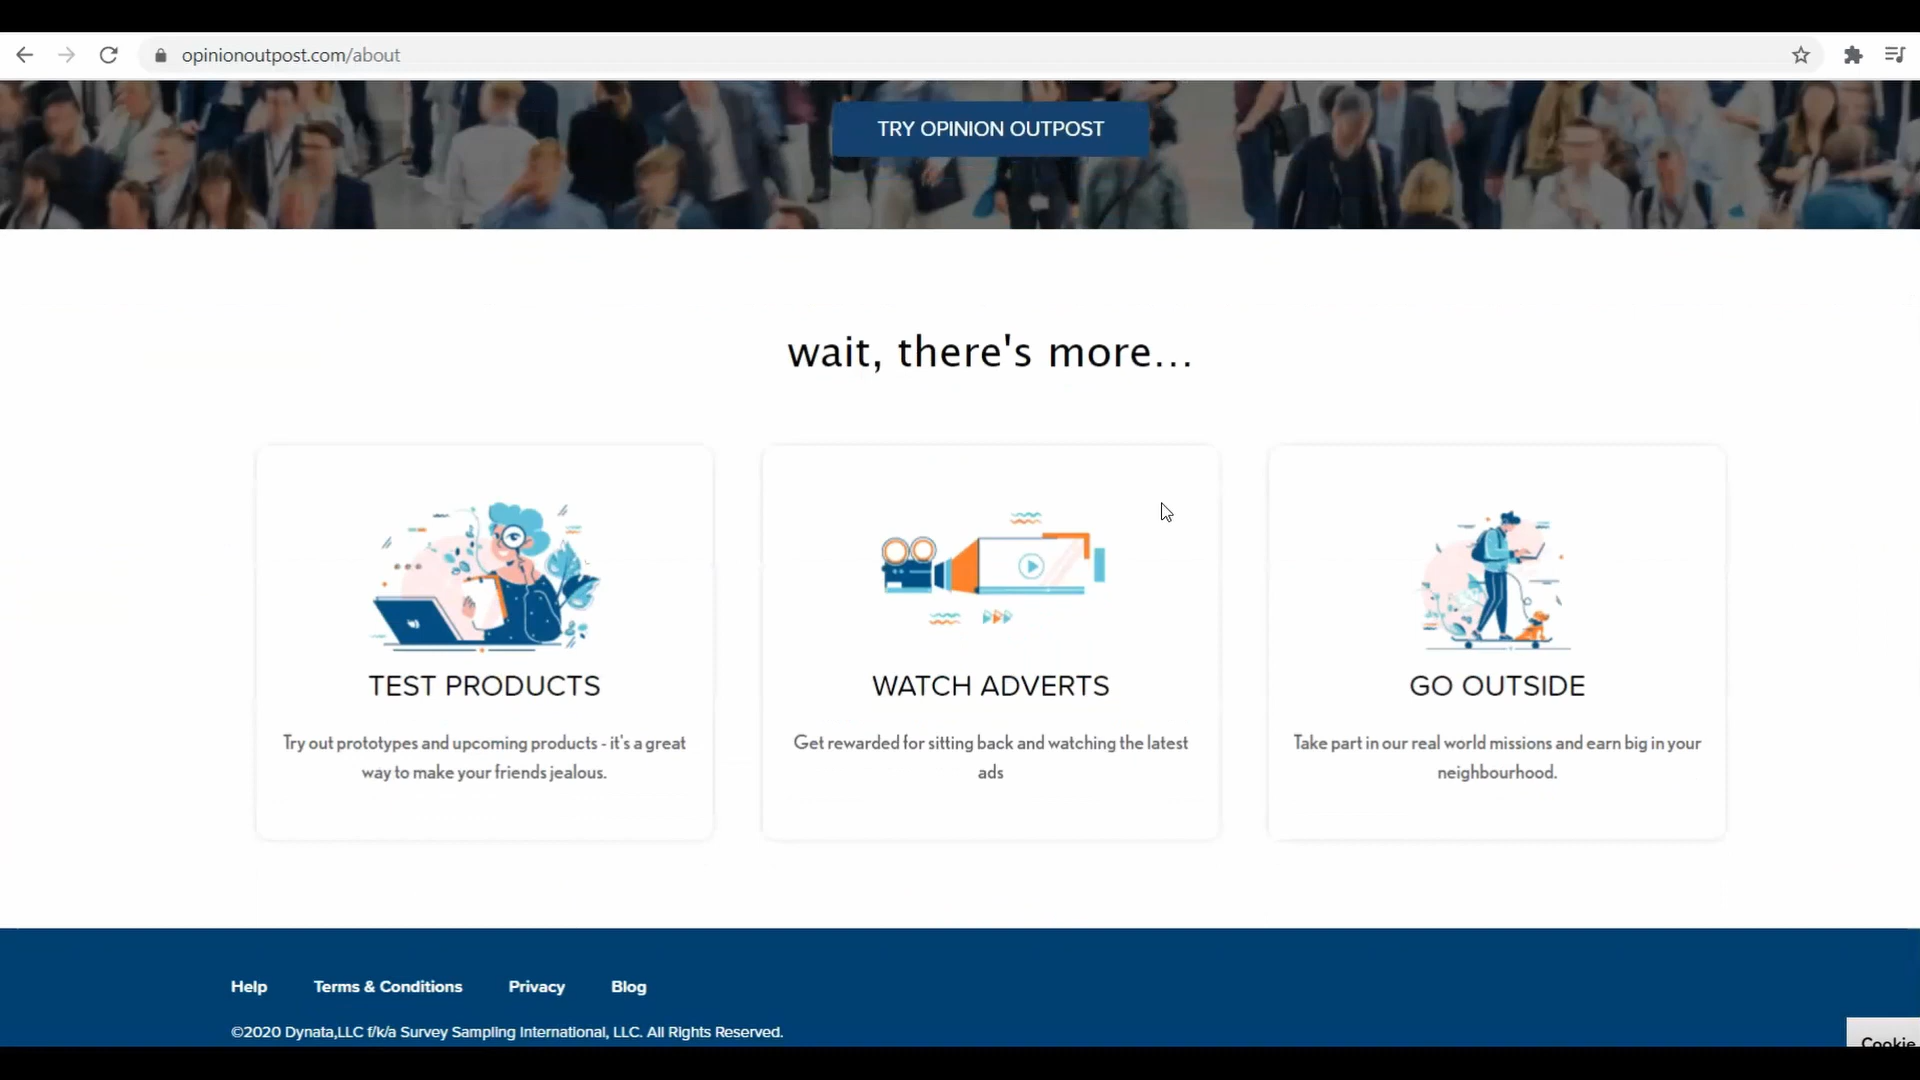 opinionoutpost.com/about
TRY OPINION OUTPOST
wait, there's more...
TEST PRODUCTS
Try out prototypes and upcoming products - it's a great
way to make your friends jealous.
WATCH ADVERTS
Get rewarded for sitting back and watching the latest
ads
GO OUTSIDE
Take part in our real world missions and earn big in your
neighbourhood.
Help Terms & Conditions Privacy Blog
©2020 Dynata,LLC f/k/a Survey Sampling International, LLC. All Rights Reserved.
Cookie